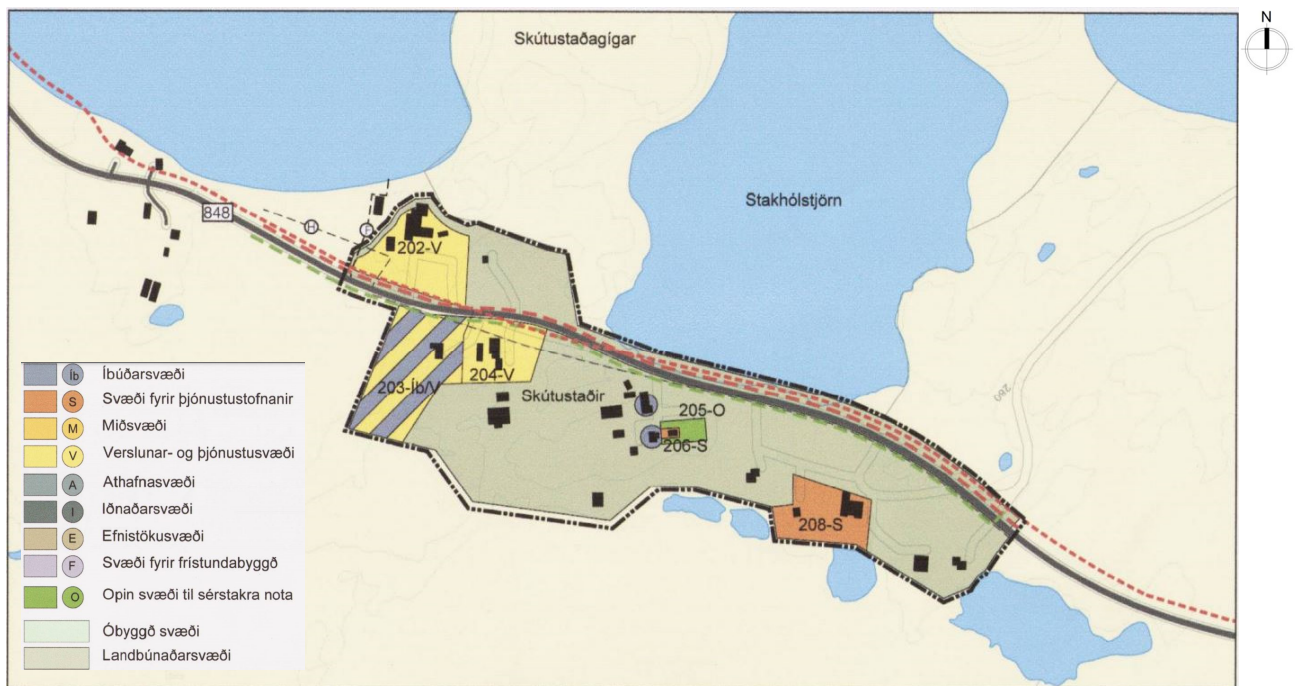 N
Skútustaðagígar
Stakhólstjörn
848
H
F
202-V
203-Íb/V
204-V
Skútustaðir
205-O
206-S
208-S
260
Íb Íbúðarsvæði
S Svæði fyrir þjónustustofnanir
M Miðsvæði
V Verslunar- og þjónustusvæði
A Athafnasvæði
I Iðnaðarsvæði
E Efnistökusvæði
F Svæði fyrir frístundabyggð
O Opin svæði til sérstakra nota
Óbyggð svæði
Landbúnaðarsvæði